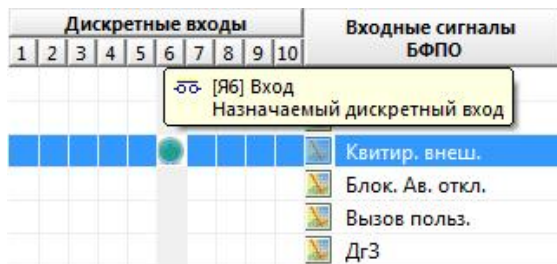 Дискретные входы
Входные сигналы
БФПО
1 2 3 4 5 6 7 8 9 10
[Я6] Вход
Назначаемый дискретный вход
Квитир. внеш.
Блок. Ав. откл.
Вызов польз.
ДгЗ